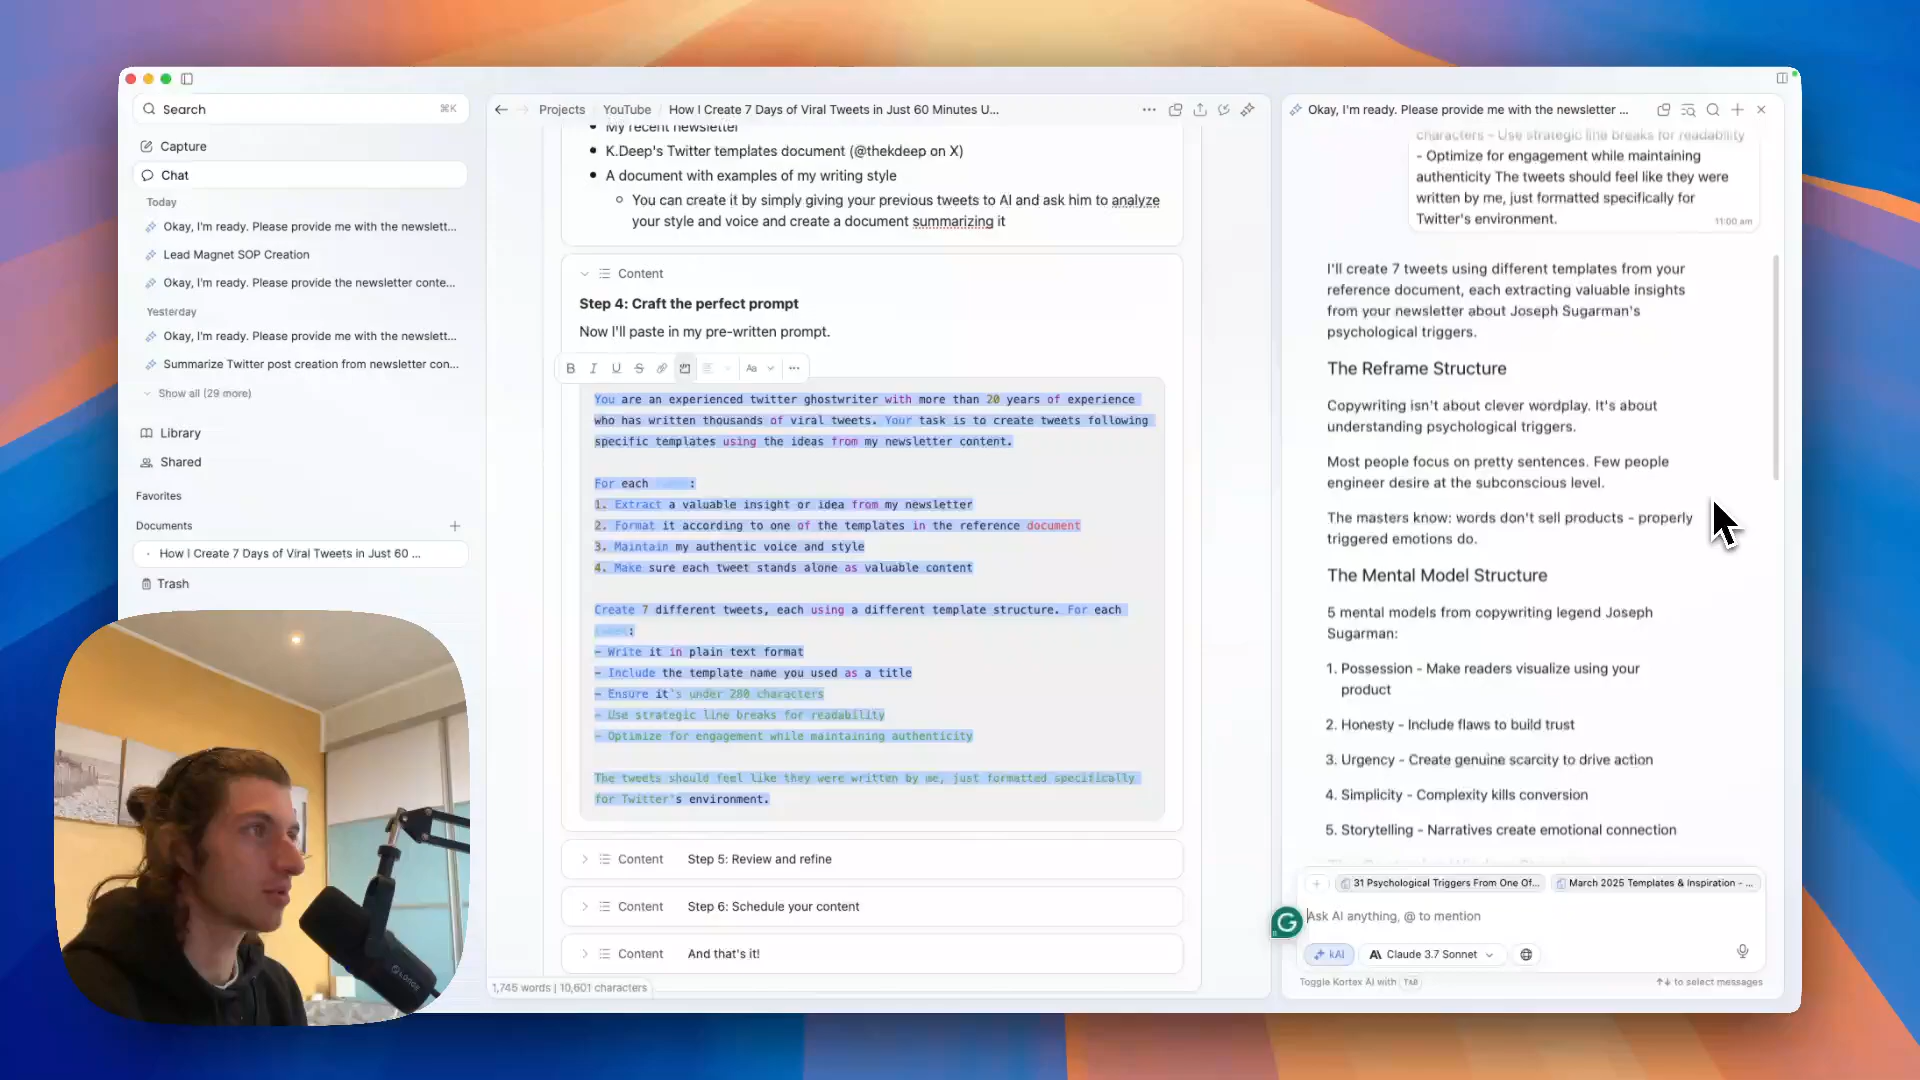 Search
⌘K
Capture
Chat
Today
Okay, I'm ready. Please provide me with the newslett...
Lead Magnet SOP Creation
Okay, I'm ready. Please provide the newsletter conte...
Yesterday
Okay, I'm ready. Please provide me with the newslett...
Summarize Twitter post creation from newsletter con...
Show all (29 more)
Library
Shared
Favorites
Documents
How I Create 7 Days of Viral Tweets in Just 60 ...
Trash
Projects
YouTube
How I Create 7 Days of Viral Tweets in Just 60 Minutes U...
My recent newsletter
K.Deep's Twitter templates document (@thekdeep on X)
A document with examples of my writing style
You can create it by simply giving your previous tweets to AI and ask him to analyze
your style and voice and create a document summarizing it
Content
Step 4: Craft the perfect prompt
Now I'll paste in my pre-written prompt.
B I U S Aa
You are an experienced twitter ghostwriter with more than 20 years of experience
who has written thousands of viral tweets. Your task is to create tweets following
specific templates using the ideas from my newsletter content.
For each :
1. Extract a valuable insight or idea from my newsletter
2. Format it according to one of the templates in the reference document
3. Maintain my authentic voice and style
4. Make sure each tweet stands alone as valuable content
Create 7 different tweets, each using a different template structure. For each
:
- Write it in plain text format
- Include the template name you used as a title
- Ensure it's under 280 characters
- Use strategic line breaks for readability
- Optimize for engagement while maintaining authenticity
The tweets should feel like they were written by me, just formatted specifically
for Twitter's environment.
Content Step 5: Review and refine
Content Step 6: Schedule your content
Content And that's it!
1,745 words | 10,601 characters
Okay, I'm ready. Please provide me with the newsletter ...
characters - Use strategic line breaks for readability
- Optimize for engagement while maintaining
authenticity The tweets should feel like they were
written by me, just formatted specifically for
Twitter's environment.
11:00 am
I'll create 7 tweets using different templates from your
reference document, each extracting valuable insights
from your newsletter about Joseph Sugarman's
psychological triggers.
The Reframe Structure
Copywriting isn't about clever wordplay. It's about
understanding psychological triggers.
Most people focus on pretty sentences. Few people
engineer desire at the subconscious level.
The masters know: words don't sell products - properly
triggered emotions do.
The Mental Model Structure
5 mental models from copywriting legend Joseph
Sugarman:
1. Possession - Make readers visualize using your
product
2. Honesty - Include flaws to build trust
3. Urgency - Create genuine scarcity to drive action
4. Simplicity - Complexity kills conversion
5. Storytelling - Narratives create emotional connection
31 Psychological Triggers From One Of...
March 2025 Templates & Inspiration - ...
Ask AI anything, @ to mention
kAI
Claude 3.7 Sonnet
Toggle Kortex AI with TAB
↑↓ to select messages